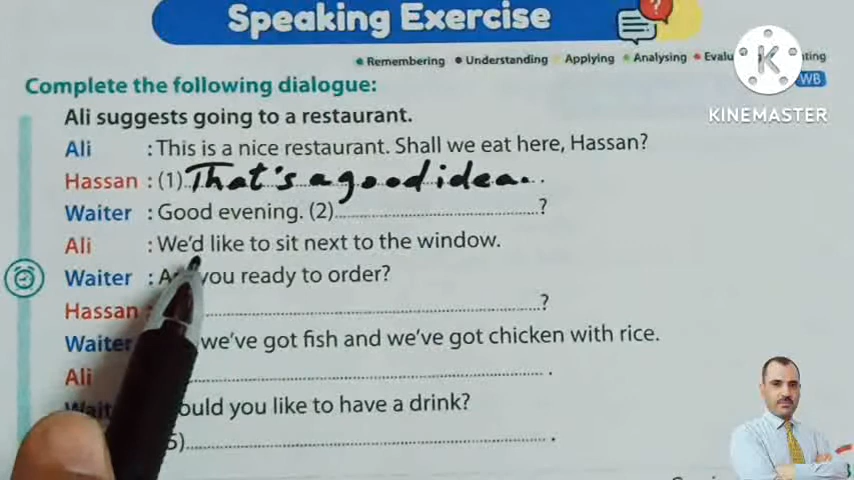 Speaking Exercise
Remembering Understanding Applying Analysing
WB
KINEMASTER
Complete the following dialogue:
Ali suggests going to a restaurant.
Ali : This is a nice restaurant. Shall we eat here, Hassan?
Hassan : (1) That's a good idea.
Waiter : Good evening. (2)..........?
Ali : We'd like to sit next to the window.
Waiter : you ready to order?
Hassan ..........?
Waiter we've got fish and we've got chicken with rice.
Ali ...........
you like to have a drink?
...........